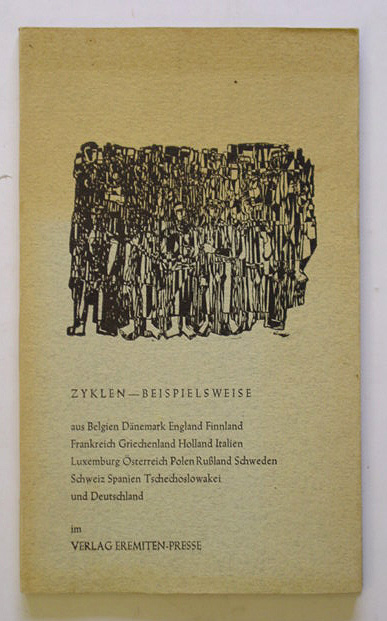 ZYKLEN—BEISPIELSWEISE
aus Belgien Dänemark England Finnland
Frankreich Griechenland Holland Italien
Luxemburg Österreich Polen Rußland Schweden
Schweiz Spanien Tschechoslowakei
und Deutschland
im
VERLAG EREMITEN-PRESSE